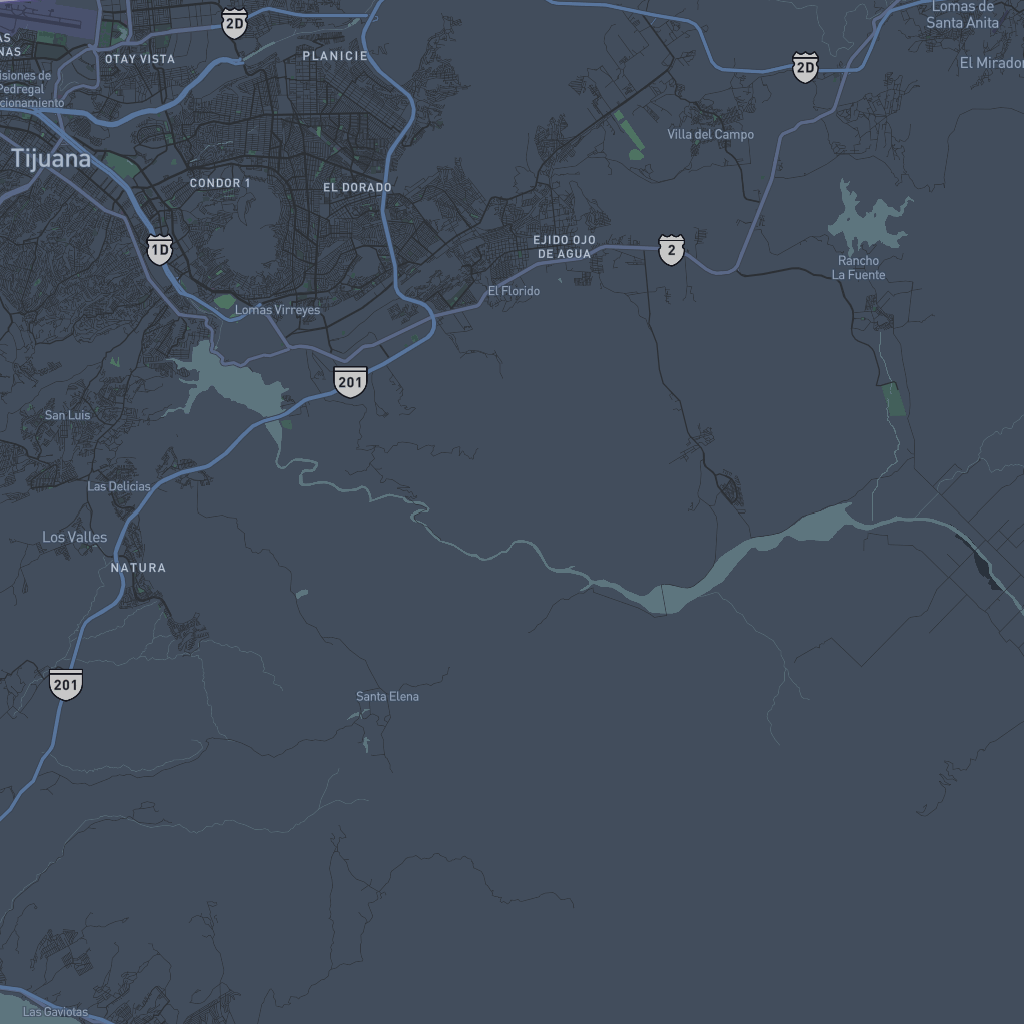 Lomas de
Santa Anita
2D
AS
NAS
OTAY VISTA
PLANICIE
El Mirador
2D
isiones de
Pedregal
cionamiento
Villa del Campo
Tijuana
CONDOR 1
EL DORADO
1D
EJIDO OJO
DE AGUA
2
Rancho
La Fuente
El Florido
Lomas Virreyes
201
San Luis
Las Delicias
Los Valles
NATURA
201
Santa Elena
Las Gaviotas